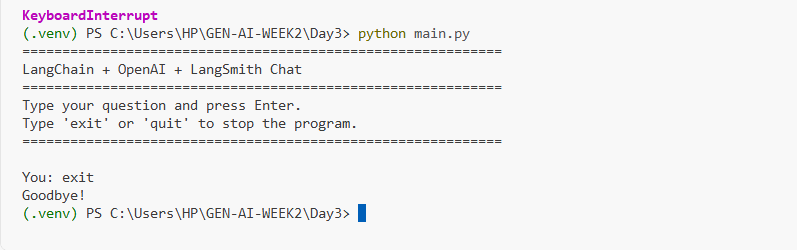 KeyboardInterrupt
(.venv) PS C:\Users\HP\GEN-AI-WEEK2\Day3> python main.py
============================================================
LangChain + OpenAI + LangSmith Chat
============================================================
Type your question and press Enter.
Type 'exit' or 'quit' to stop the program.
============================================================
You: exit
Goodbye!
(.venv) PS C:\Users\HP\GEN-AI-WEEK2\Day3>